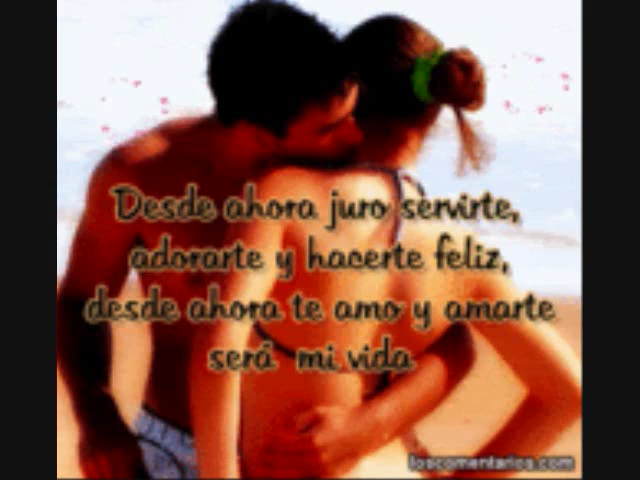 Desde ahora juro servirte,
adorarte y hacerte feliz,
desde ahora te amo y amarte
será mi vida
loscomentarios.com